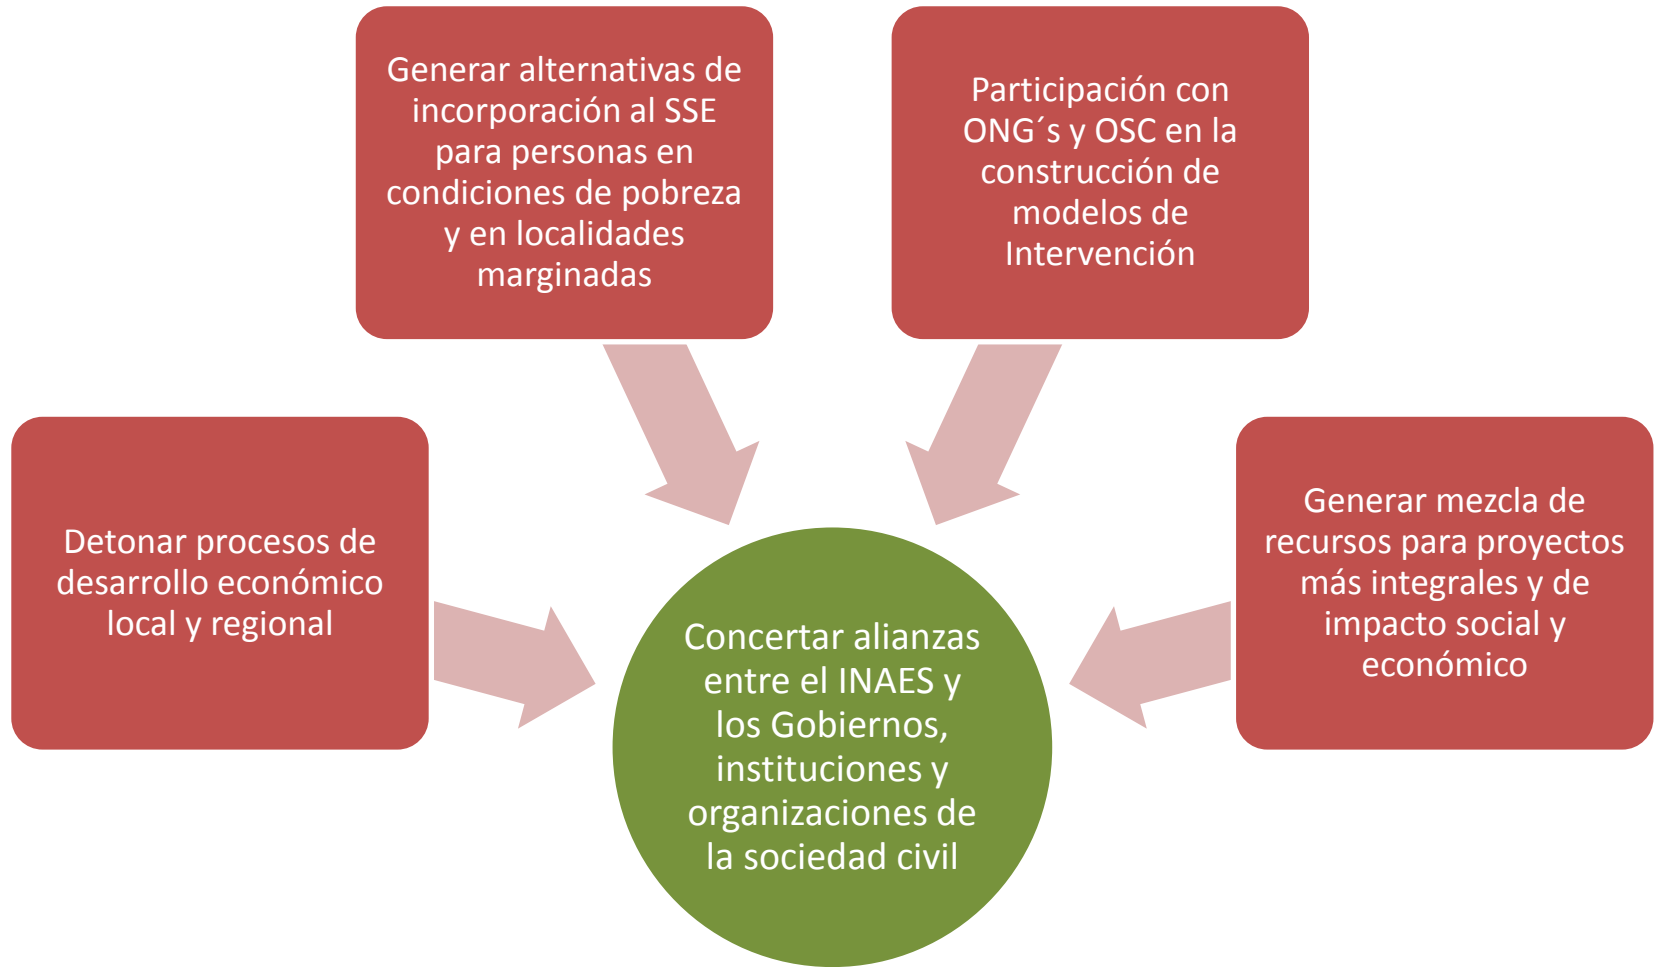 Generar alternativas de
incorporación al SSE
para personas en
condiciones de pobreza
y en localidades
marginadas
Participación con
ONG´s y OSC en la
construcción de
modelos de
Intervención
Detonar procesos de
desarrollo económico
local y regional
Generar mezcla de
recursos para proyectos
más integrales y de
impacto social y
económico
Concertar alianzas
entre el INAES y
los Gobiernos,
instituciones y
organizaciones de
la sociedad civil